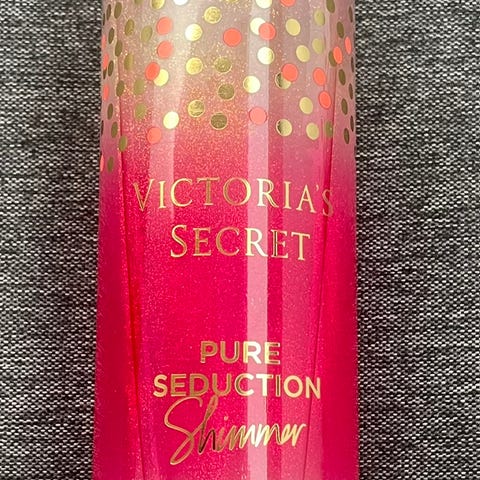 VICTORIA'S
SECRET
PURE
SEDUCTION
Shimmer